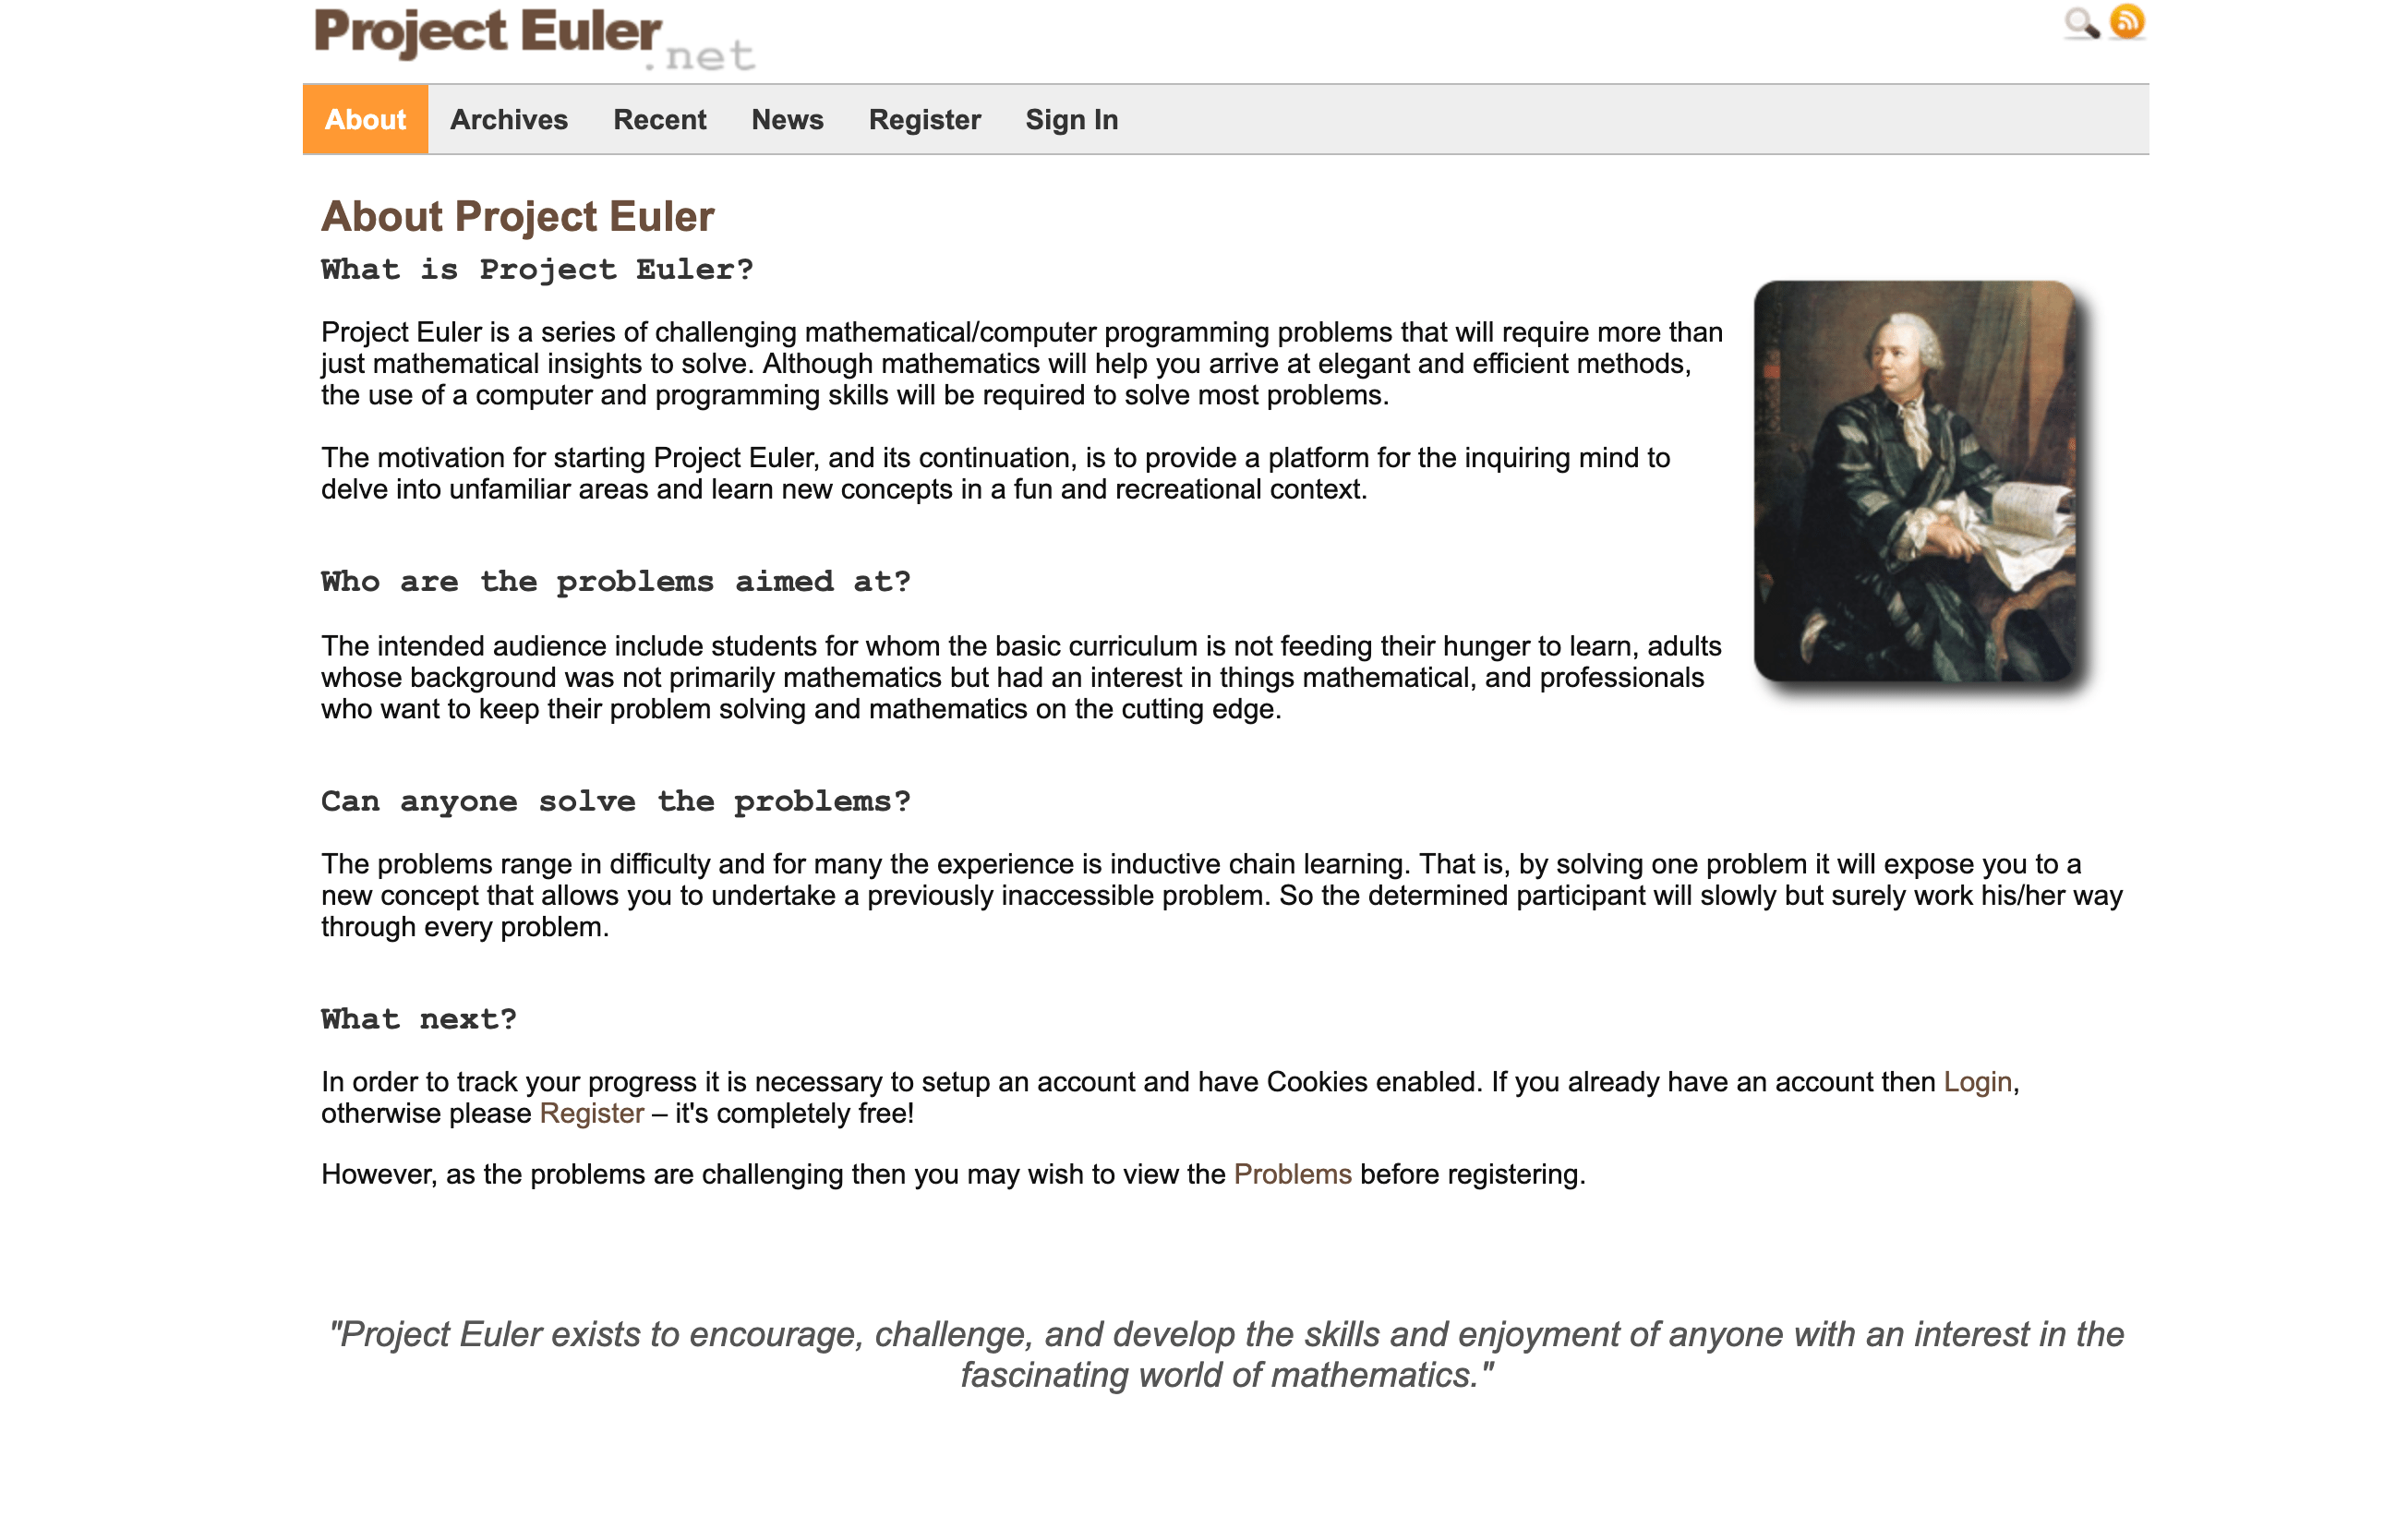 Project Euler.net
About Archives Recent News Register Sign In
About Project Euler
What is Project Euler?
Project Euler is a series of challenging mathematical/computer programming problems that will require more than
just mathematical insights to solve. Although mathematics will help you arrive at elegant and efficient methods,
the use of a computer and programming skills will be required to solve most problems.
The motivation for starting Project Euler, and its continuation, is to provide a platform for the inquiring mind to
delve into unfamiliar areas and learn new concepts in a fun and recreational context.
Who are the problems aimed at?
The intended audience include students for whom the basic curriculum is not feeding their hunger to learn, adults
whose background was not primarily mathematics but had an interest in things mathematical, and professionals
who want to keep their problem solving and mathematics on the cutting edge.
Can anyone solve the problems?
The problems range in difficulty and for many the experience is inductive chain learning. That is, by solving one problem it will expose you to a
new concept that allows you to undertake a previously inaccessible problem. So the determined participant will slowly but surely work his/her way
through every problem.
What next?
In order to track your progress it is necessary to setup an account and have Cookies enabled. If you already have an account then Login,
otherwise please Register – it's completely free!
However, as the problems are challenging then you may wish to view the Problems before registering.
"Project Euler exists to encourage, challenge, and develop the skills and enjoyment of anyone with an interest in the
fascinating world of mathematics."